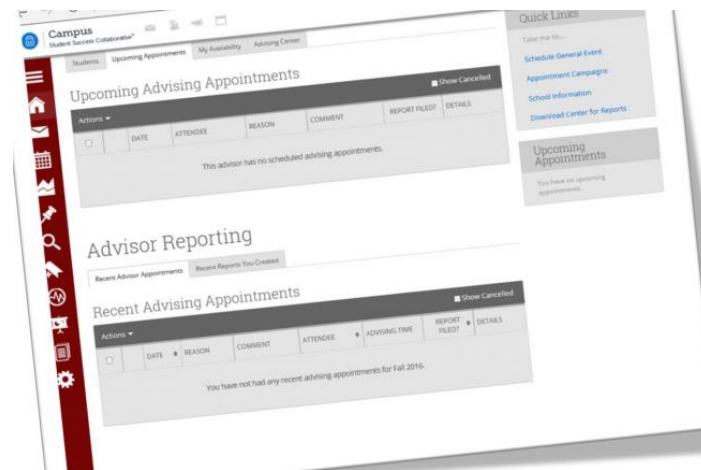 Campus
Student Success Collaborative
Students Upcoming Appointments My Availability Advising Center
Upcoming Advising Appointments
Actions
Show Cancelled
DATE ATTENDEE REASON COMMENT REPORT FILED? DETAILS
This advisor has no scheduled advising appointments.
Advisor Reporting
Recent Advisor Appointments Recent Reports You Created
Recent Advising Appointments
Actions
Show Cancelled
DATE REASON COMMENT ATTENDEE ADVISING TIME REPORT FILED? DETAILS
You have not had any recent advising appointments for Fall 2016.
Quick Links
Take me to...
Schedule General Event
Appointment Campaigns
School Information
Download Center for Reports
Upcoming
Appointments
You have no upcoming
appointments.